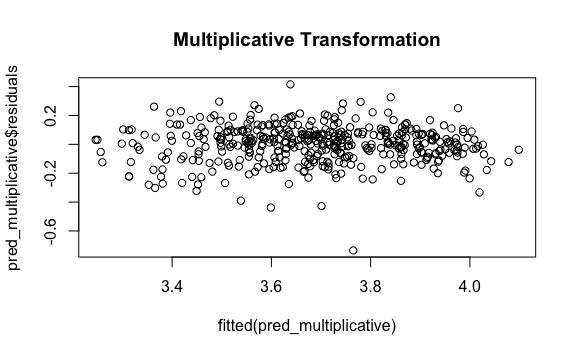 Multiplicative Transformation
pred_multiplicative$residuals
0.2
-0.2
-0.6
3.4 3.6 3.8 4.0
fitted(pred_multiplicative)